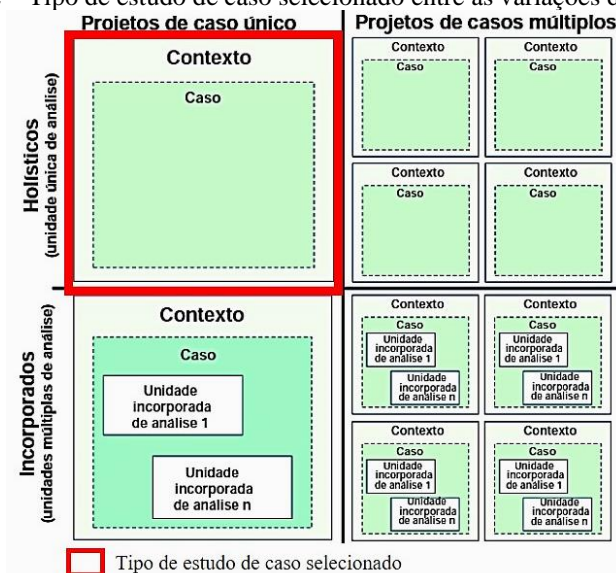 Tipo de estudo de caso selecionado entre as variações d
Projetos de caso único
Projetos de casos múltiplos
Holísticos
(unidade única de análise)
Contexto
Caso
Contexto
Caso
Contexto
Caso
Contexto
Caso
Contexto
Caso
Incorporados
(unidades múltiplas de análise)
Contexto
Caso
Unidade
incorporada
de análise 1
Unidade
incorporada
de análise n
Contexto
Caso
Unidade
incorporada
de análise 1
Unidade
incorporada
de análise n
Contexto
Caso
Unidade
incorporada
de análise 1
Unidade
incorporada
de análise n
Contexto
Caso
Unidade
incorporada
de análise 1
Unidade
incorporada
de análise n
Contexto
Caso
Unidade
incorporada
de análise 1
Unidade
incorporada
de análise n
Tipo de estudo de caso selecionado